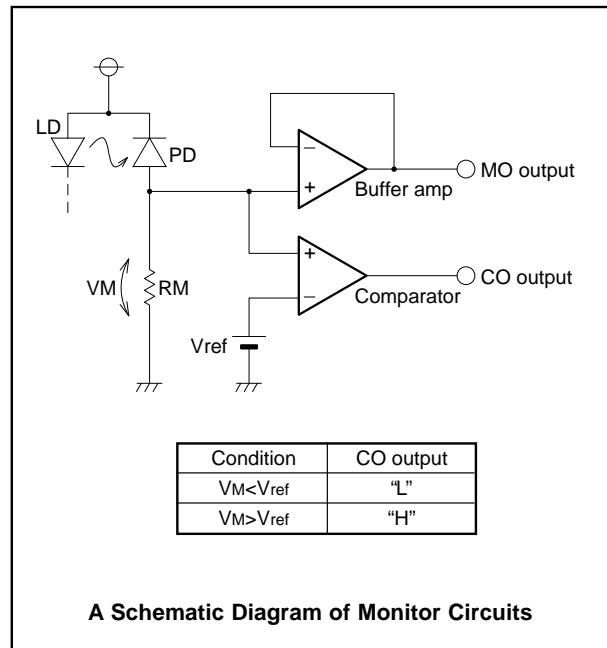 LD
PD
−
+
Buffer amp
MO output
+
−
Comparator
CO output
VM
RM
Vref
Condition CO output
VM<Vref “L”
VM>Vref “H”
A Schematic Diagram of Monitor Circuits